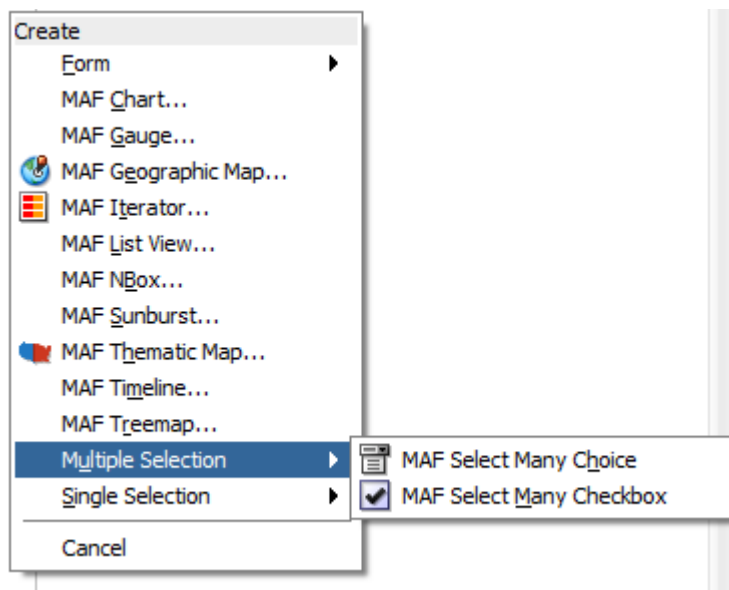 Create
Form
MAF Chart...
MAF Gauge...
MAF Geographic Map...
MAF Iterator...
MAF List View...
MAF NBox...
MAF Sunburst...
MAF Thematic Map...
MAF Timeline...
MAF Treemap...
Multiple Selection
MAF Select Many Choice
MAF Select Many Checkbox
Single Selection
Cancel